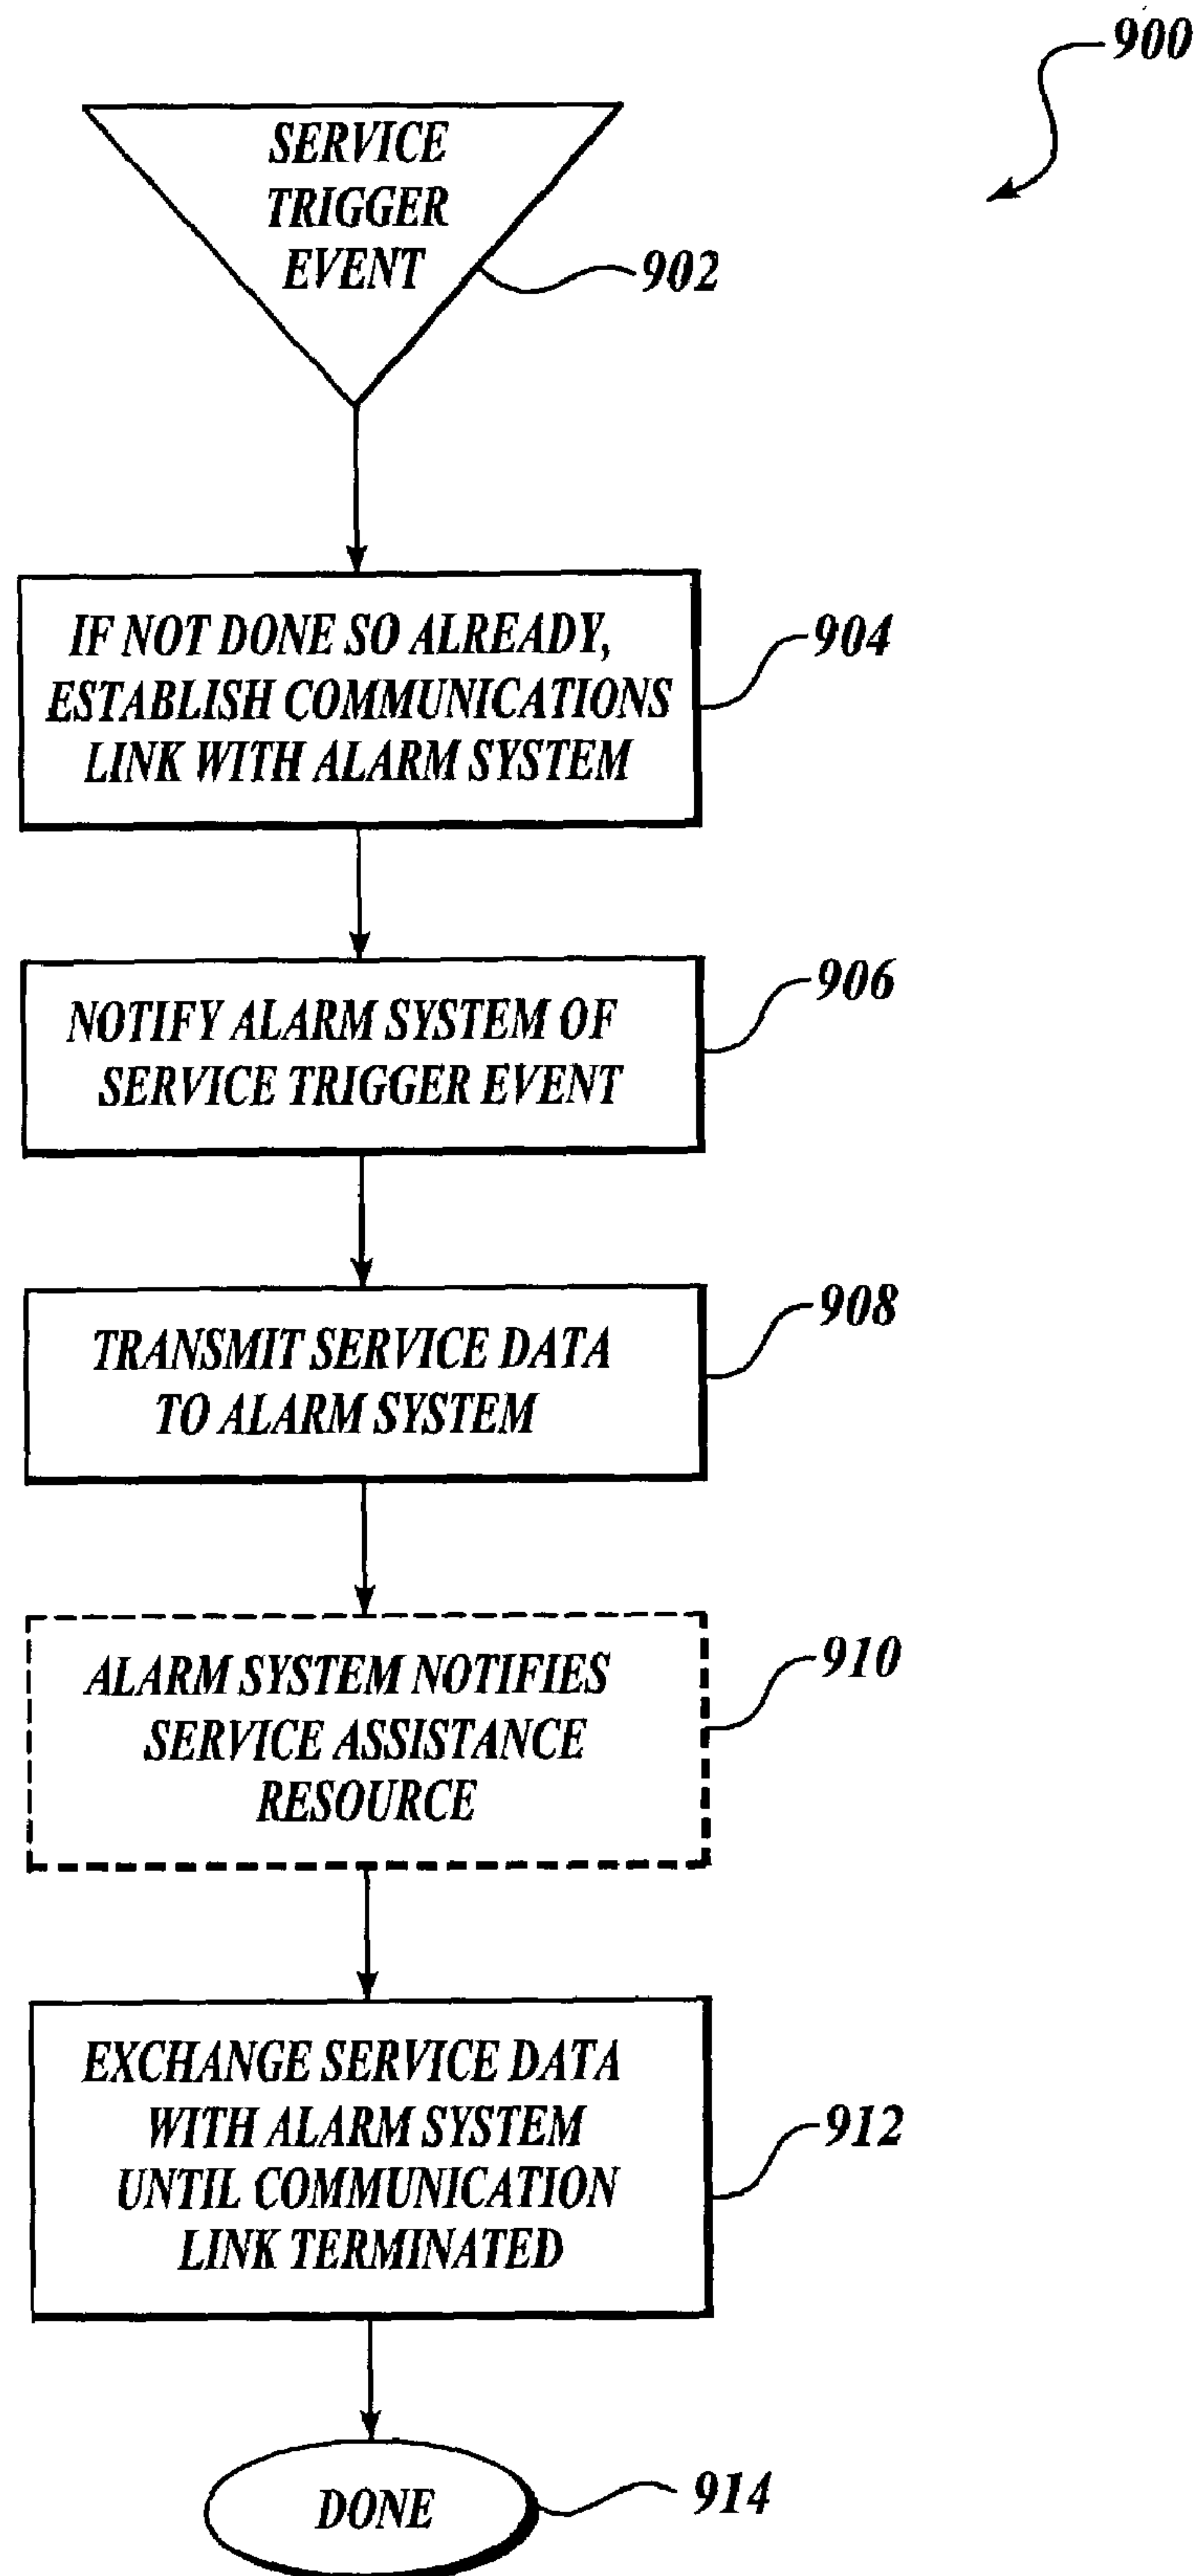 900
SERVICE
TRIGGER
EVENT
902
IF NOT DONE SO ALREADY,
ESTABLISH COMMUNICATIONS
LINK WITH ALARM SYSTEM
904
NOTIFY ALARM SYSTEM OF
SERVICE TRIGGER EVENT
906
TRANSMIT SERVICE DATA
TO ALARM SYSTEM
908
ALARM SYSTEM NOTIFIES
SERVICE ASSISTANCE
RESOURCE
910
EXCHANGE SERVICE DATA
WITH ALARM SYSTEM
UNTIL COMMUNICATION
LINK TERMINATED
912
DONE
914